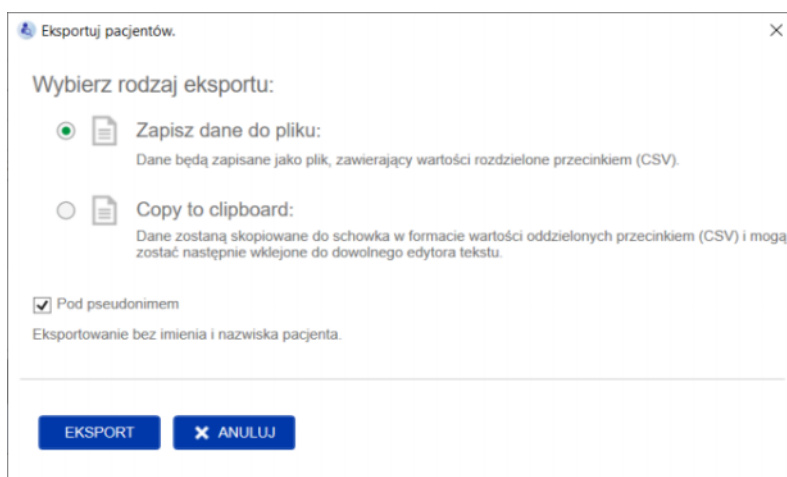 Eksportuj pacjentów.
Wybierz rodzaj eksportu:
Zapisz dane do pliku:
Dane będą zapisane jako plik, zawierający wartości rozdzielone przecinkiem (CSV).
Copy to clipboard:
Dane zostaną skopiowane do schowka w formacie wartości oddzielonych przecinkiem (CSV) i mogą
zostać następnie wklejone do dowolnego edytora tekstu.
Pod pseudonimem
Eksportowanie bez imienia i nazwiska pacjenta.
EKSPORT
ANULUJ